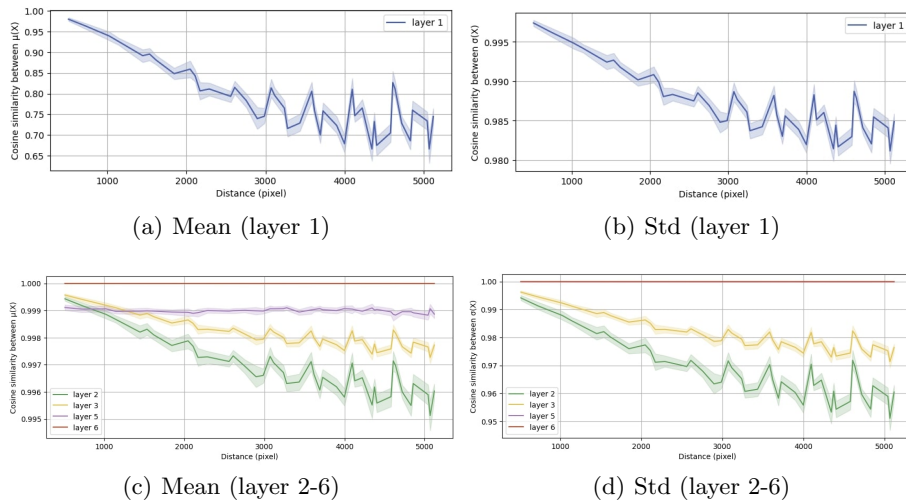 Cosine similarity between μ(X)
1.00
0.95
0.90
0.85
0.80
0.75
0.70
0.65
1000
2000
3000
4000
5000
Distance (pixel)
layer 1
(a) Mean (layer 1)
Cosine similarity between σ(X)
0.995
0.990
0.985
0.980
1000
2000
3000
4000
5000
Distance (pixel)
layer 1
(b) Std (layer 1)
Cosine similarity between μ(X)
1.000
0.999
0.998
0.997
0.996
0.995
1000
2000
3000
4000
5000
Distance (pixel)
layer 2
layer 3
layer 5
layer 6
(c) Mean (layer 2-6)
Cosine similarity between σ(X)
1.00
0.99
0.98
0.97
0.96
0.95
1000
2000
3000
4000
5000
Distance (pixel)
layer 2
layer 3
layer 5
layer 6
(d) Std (layer 2-6)